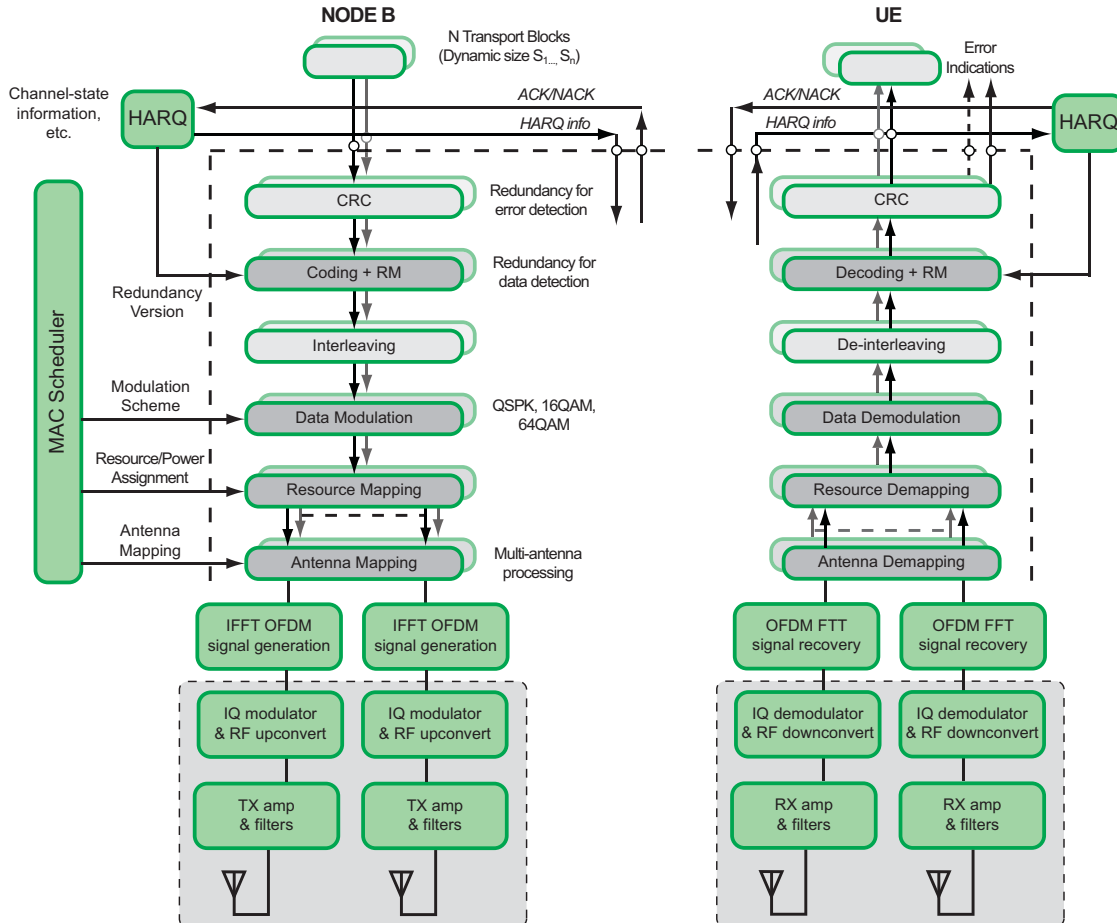 NODE B
N Transport Blocks
(Dynamic size S1..., Sn)
Channel-state
information,
etc.
HARQ
ACK/NACK
HARQ info
CRC
Redundancy for
error detection
Coding + RM
Redundancy for
data detection
Redundancy
Version
Interleaving
MAC Scheduler
Modulation
Scheme
Data Modulation
QSPK, 16QAM,
64QAM
Resource/Power
Assignment
Resource Mapping
Antenna
Mapping
Antenna Mapping
Multi-antenna
processing
IFFT OFDM
signal generation
IFFT OFDM
signal generation
IQ modulator
& RF upconvert
IQ modulator
& RF upconvert
TX amp
& filters
TX amp
& filters
UE
Error
Indications
ACK/NACK
HARQ info
HARQ
CRC
Decoding + RM
De-interleaving
Data Demodulation
Resource Demapping
Antenna Demapping
OFDM FTT
signal recovery
OFDM FFT
signal recovery
IQ demodulator
& RF downconvert
IQ demodulator
& RF downconvert
RX amp
& filters
RX amp
& filters